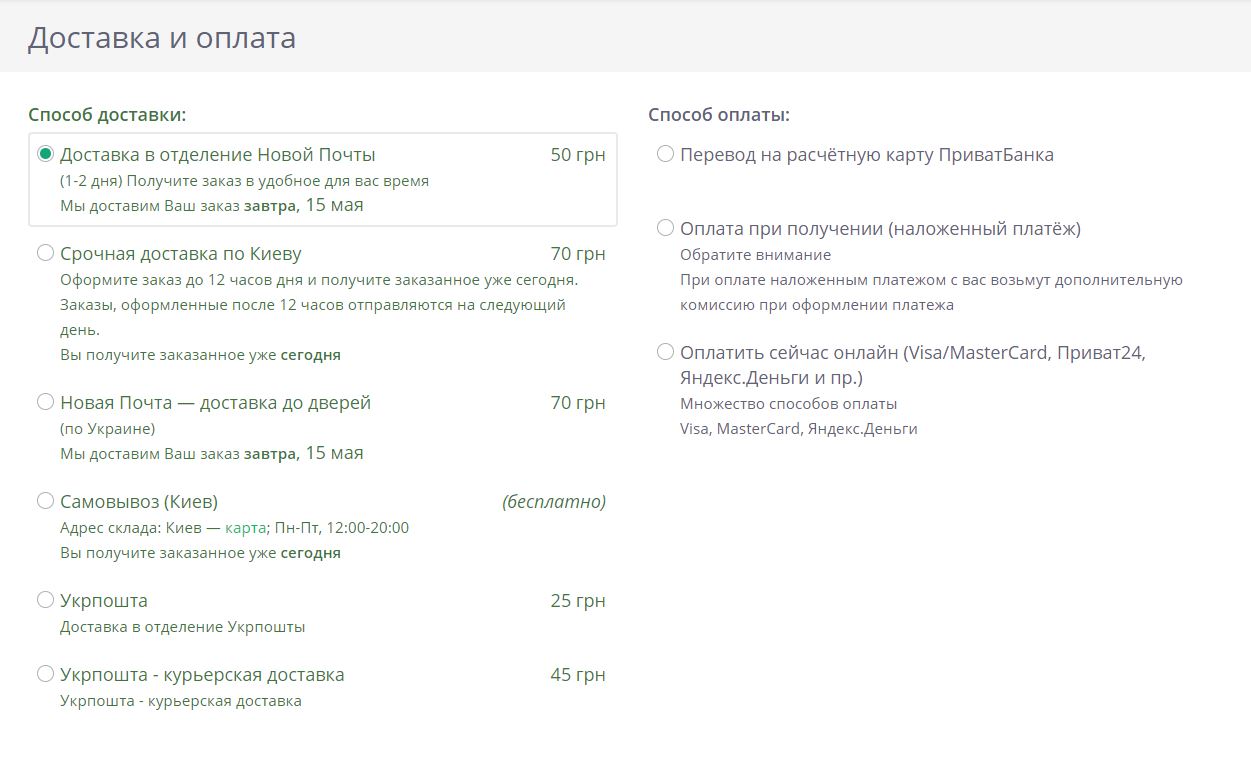 Доставка и оплата
Способ доставки:
Доставка в отделение Новой Почты 50 грн
(1-2 дня) Получите заказ в удобное для вас время
Мы доставим Ваш заказ завтра, 15 мая
Срочная доставка по Киеву 70 грн
Оформите заказ до 12 часов дня и получите заказанное уже сегодня.
Заказы, оформленные после 12 часов отправляются на следующий
день.
Вы получите заказанное уже сегодня
Новая Почта — доставка до дверей 70 грн
(по Украине)
Мы доставим Ваш заказ завтра, 15 мая
Самовывоз (Киев) (бесплатно)
Адрес склада: Киев — карта; Пн-Пт, 12:00-20:00
Вы получите заказанное уже сегодня
Укрпошта 25 грн
Доставка в отделение Укрпошты
Укрпошта - курьерская доставка 45 грн
Укрпошта - курьерская доставка
Способ оплаты:
Перевод на расчётную карту ПриватБанка
Оплата при получении (наложенный платёж)
Обратите внимание
При оплате наложенным платежом с вас возьмут дополнительную
комиссию при оформлении платежа
Оплатить сейчас онлайн (Visa/MasterCard, Приват24,
Яндекс.Деньги и пр.)
Множество способов оплаты
Visa, MasterCard, Яндекс.Деньги